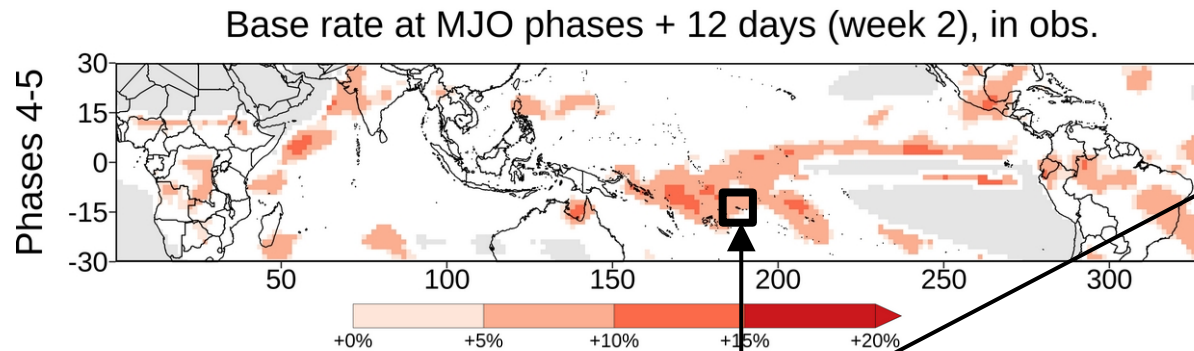 Base rate at MJO phases + 12 days (week 2), in obs.
Phases 4-5
30
15
0
-15
-30
50 100 150 200 250 300
+0% +5% +10% +15% +20%